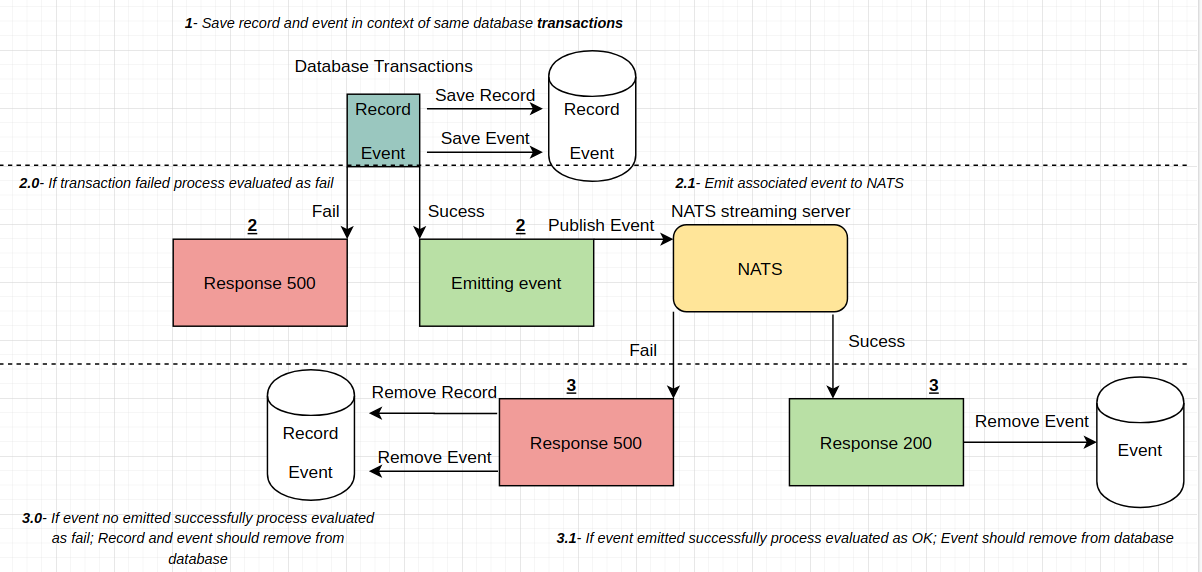 1- Save record and event in context of same database transactions
Database Transactions
Record
Event
Save Record
Save Event
Record
Event
2.0- If transaction failed process evaluated as fail
2.1- Emit associated event to NATS
Fail
Sucess
2
2
Publish Event
NATS streaming server
Response 500
Emitting event
NATS
Fail
Sucess
Remove Record
Remove Event
Record
Event
3
Response 500
3
Response 200
Remove Event
Event
3.0- If event no emitted successfully process evaluated
as fail; Record and event should remove from
database
3.1- If event emitted successfully process evaluated as OK; Event should remove from database